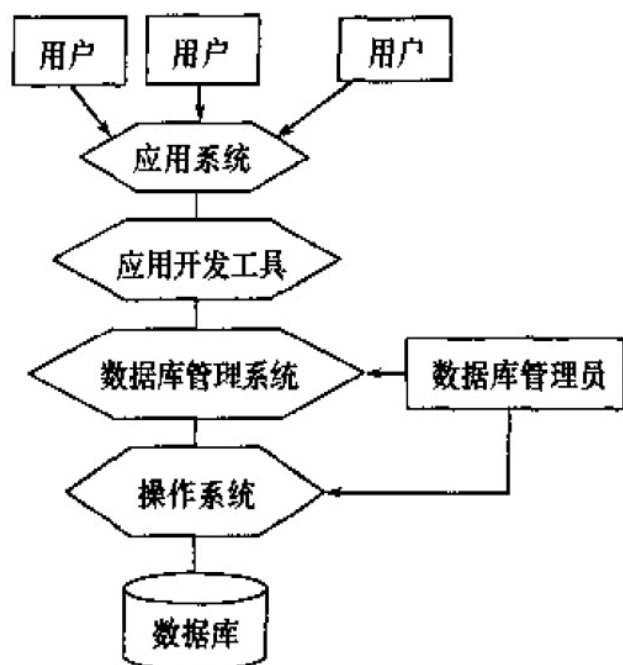 用户
用户
用户
应用系统
应用开发工具
数据库管理系统
数据库管理员
操作系统
数据库